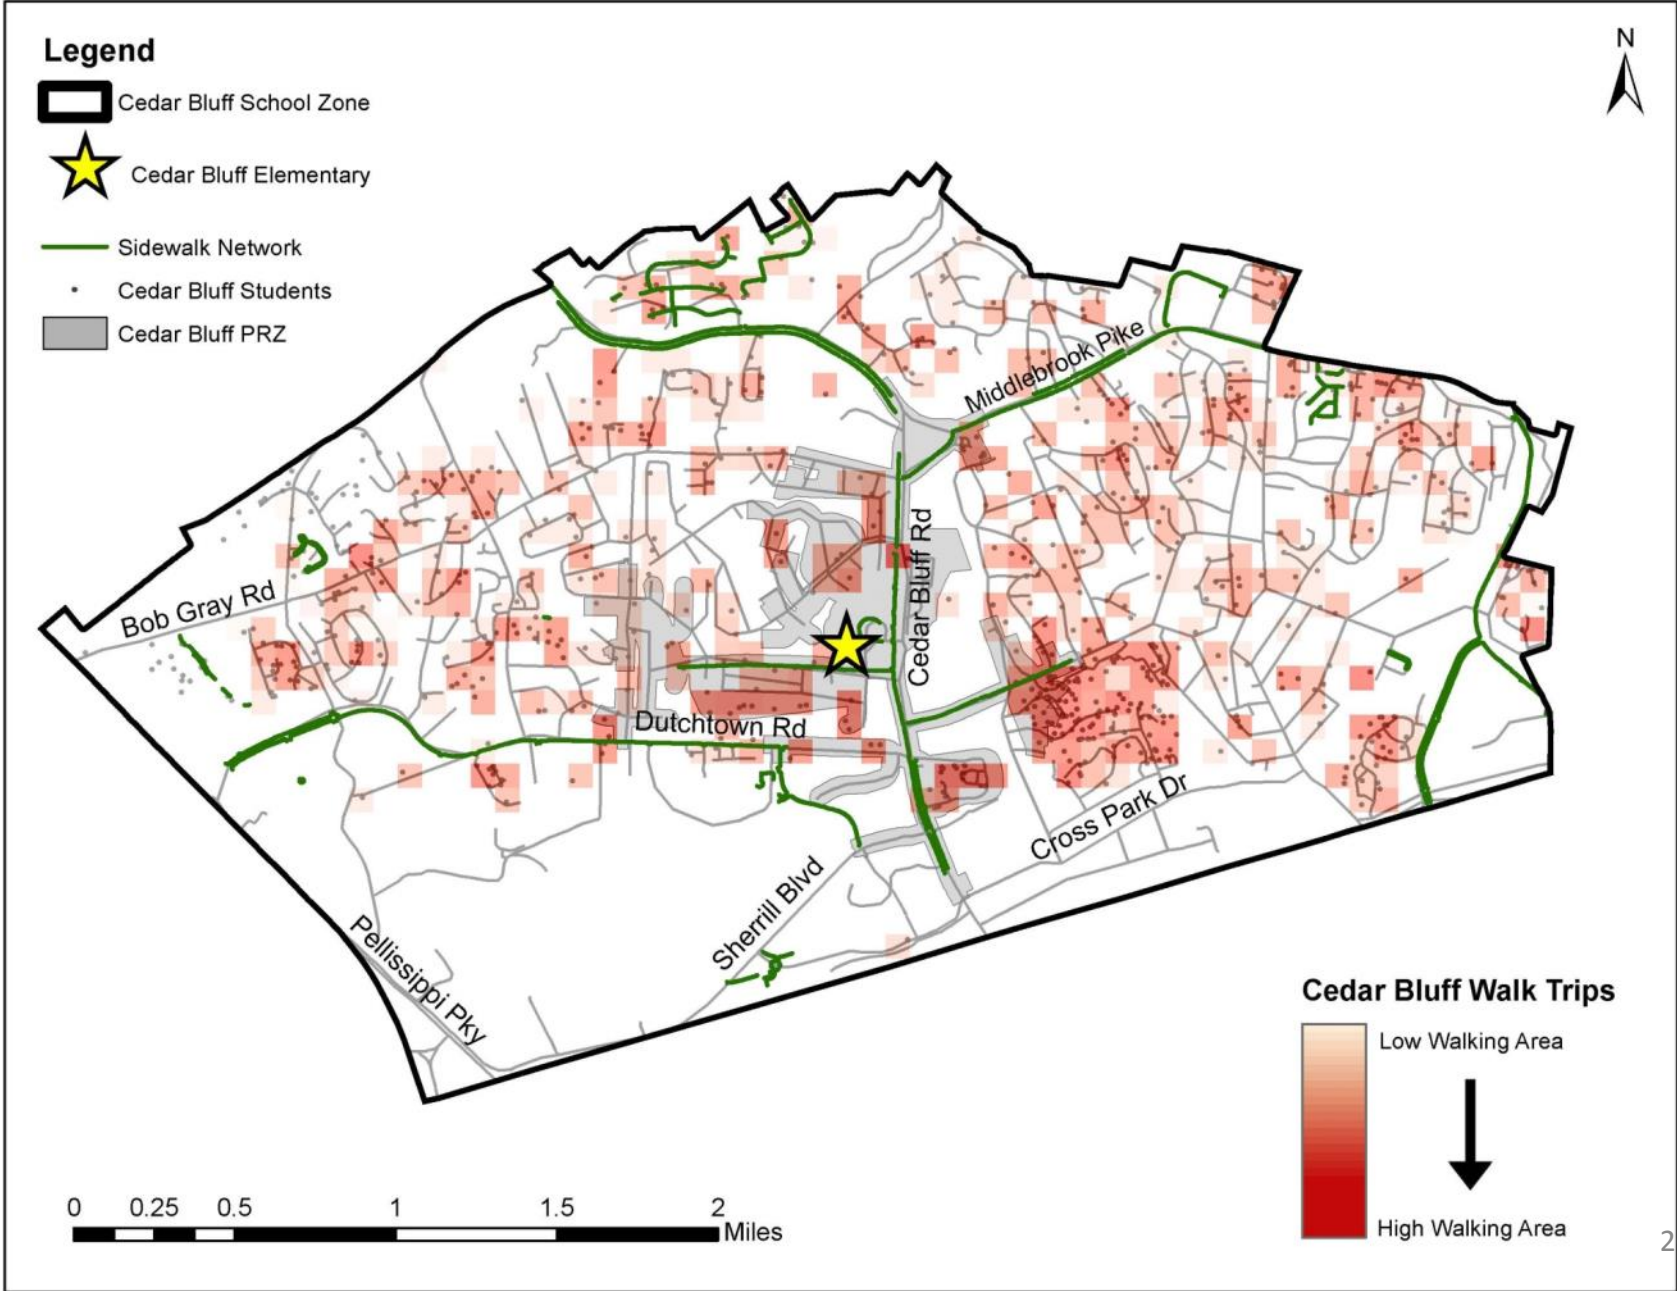 Legend
Cedar Bluff School Zone
Cedar Bluff Elementary
Sidewalk Network
Cedar Bluff Students
Cedar Bluff PRZ
N
Middlebrook Pike
Cedar Bluff Rd
Bob Gray Rd
Dutchtown Rd
Cross Park Dr
Sherrill Blvd
Pellissippi Pky
Cedar Bluff Walk Trips
Low Walking Area
High Walking Area
0 0.25 0.5 1 1.5 2
Miles
2